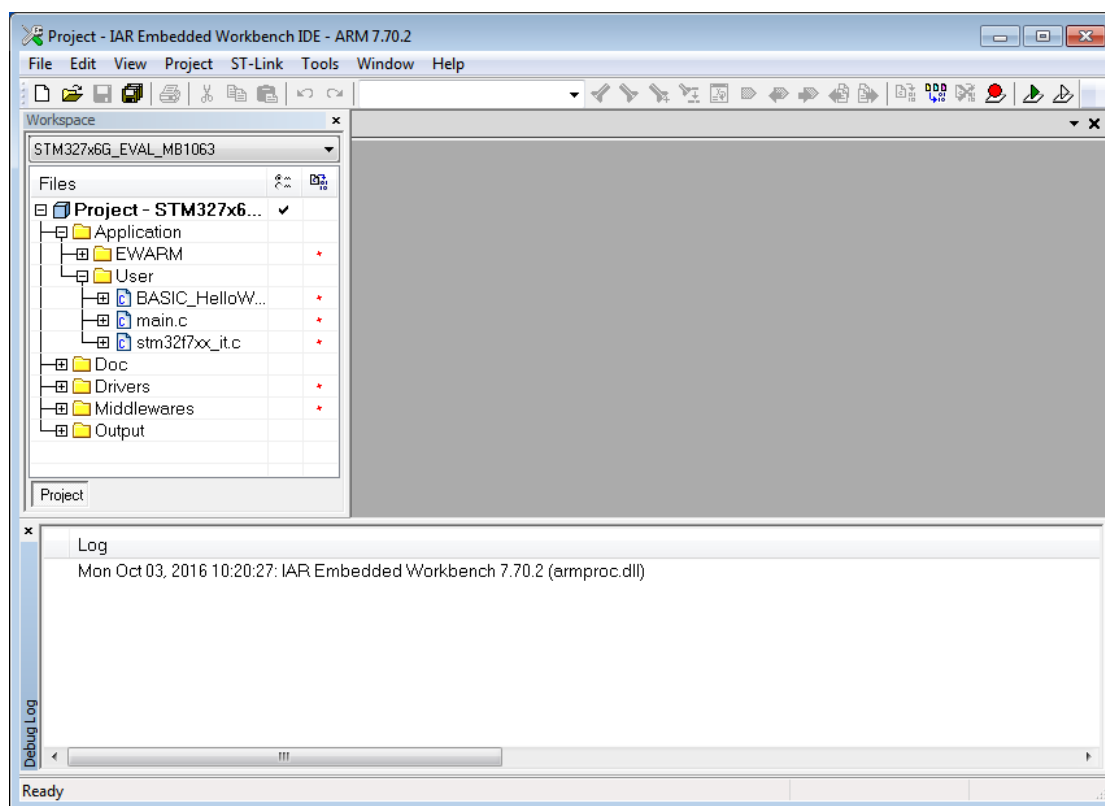 Project - IAR Embedded Workbench IDE - ARM 7.70.2
File Edit View Project ST-Link Tools Window Help
Workspace
STM327x6G_EVAL_MB1063
Files
Project - STM327x6...
Application
EWARM
User
BASIC_HelloW...
main.c
stm32f7xx_it.c
Doc
Drivers
Middlewares
Output
Project
Log
Mon Oct 03, 2016 10:20:27: IAR Embedded Workbench 7.70.2 (armproc.dll)
Debug Log
Ready